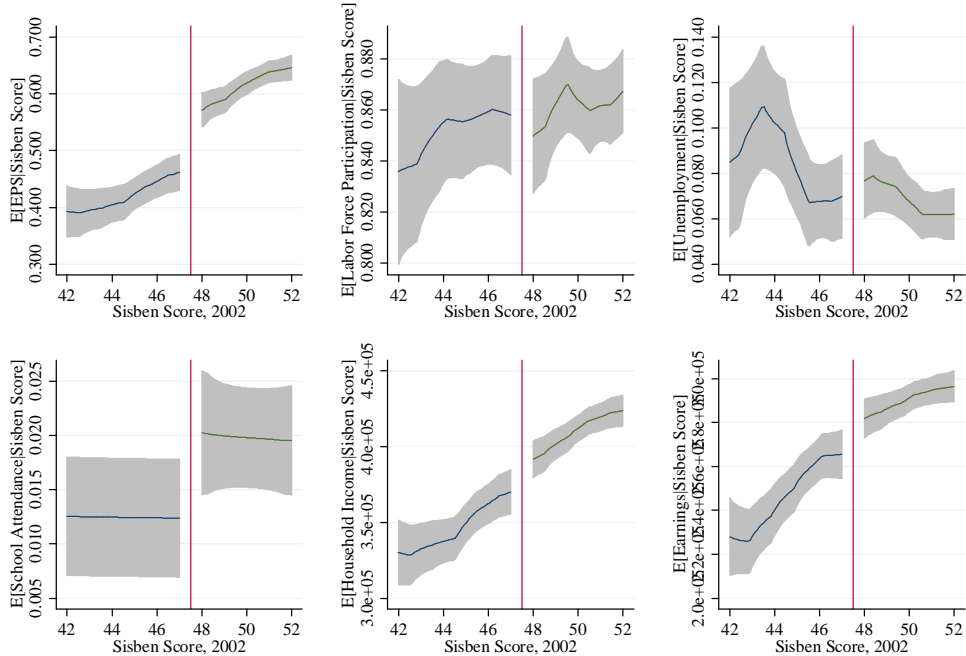 E[EPS|Sisben Score]
0.700
0.600
0.500
0.400
0.300
42 44 46 48 50 52
Sisben Score, 2002
E[Labor Force Participation|Sisben Score]
0.880
0.860
0.840
0.820
0.800
42 44 46 48 50 52
Sisben Score, 2002
E[Unemployment|Sisben Score]
0.140
0.120
0.100
0.080
0.060
0.040
42 44 46 48 50 52
Sisben Score, 2002
E[School Attendance|Sisben Score]
0.025
0.020
0.015
0.010
0.005
42 44 46 48 50 52
Sisben Score, 2002
E[Household Income|Sisben Score]
4.5e+05
4.0e+05
3.5e+05
3.0e+05
42 44 46 48 50 52
Sisben Score, 2002
E[Earnings|Sisben Score]
2.0e+05
42 44 46 48 50 52
Sisben Score, 2002